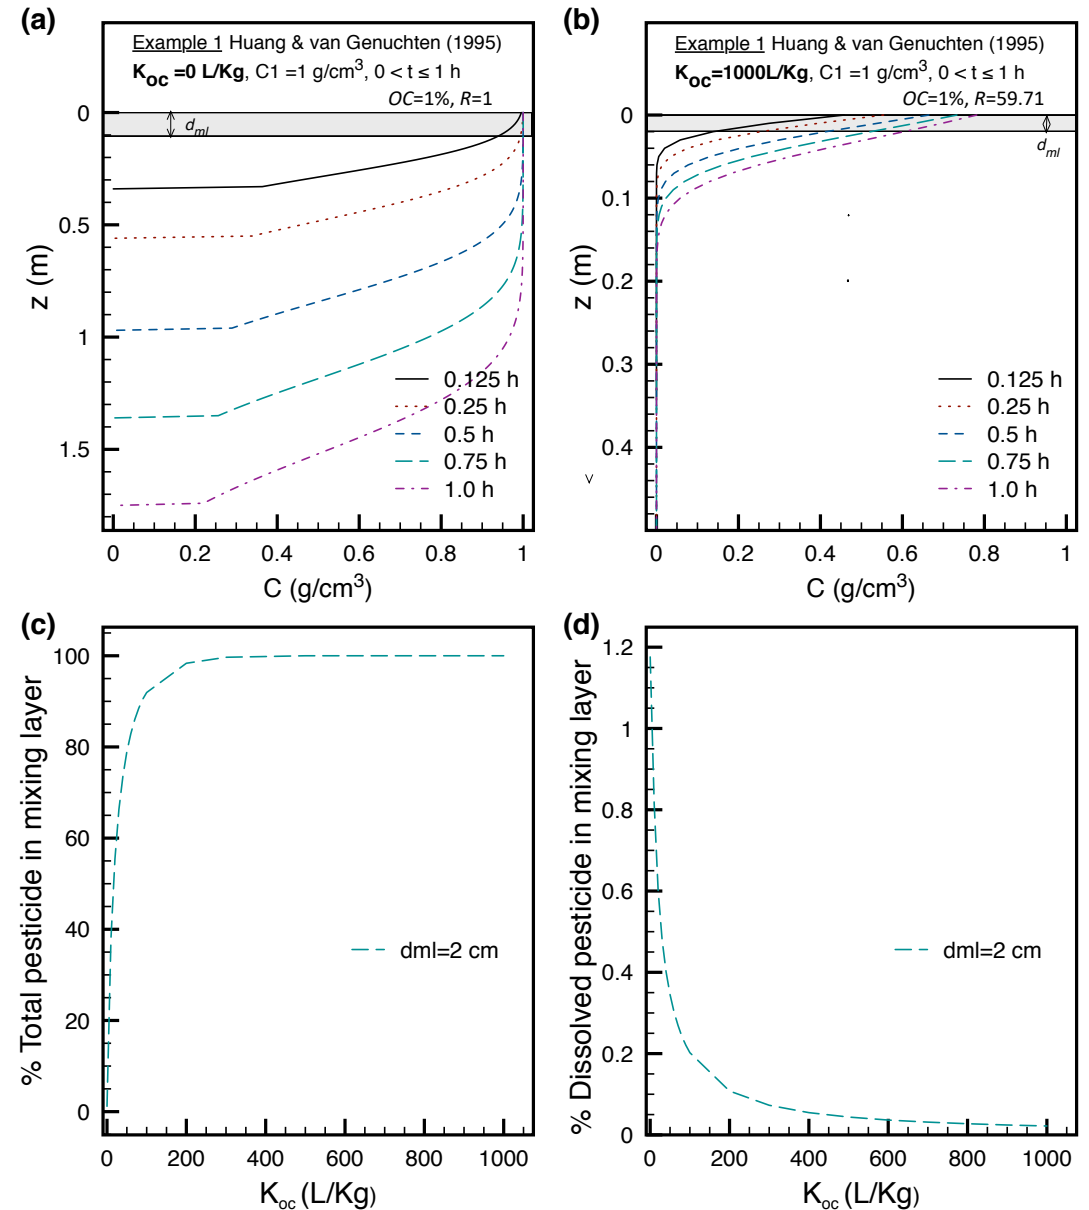 (a)
Example 1 Huang & van Genuchten (1995)
Koc =0 L/Kg, C1 =1 g/cm³, 0 < t ≤ 1 h
OC=1%, R=1
dml
0
0.5
1
1.5
z (m)
0.125 h
0.25 h
0.5 h
0.75 h
1.0 h
0 0.2 0.4 0.6 0.8 1
C (g/cm³)
(b)
Example 1 Huang & van Genuchten (1995)
Koc=1000L/Kg, C1 =1 g/cm³, 0 < t ≤ 1 h
OC=1%, R=59.71
dml
0
0.1
0.2
0.3
0.4
z (m)
<
0.125 h
0.25 h
0.5 h
0.75 h
1.0 h
0 0.2 0.4 0.6 0.8 1
C (g/cm³)
(c)
100
80
60
40
20
0
% Total pesticide in mixing layer
dml=2 cm
0 200 400 600 800 1000
Koc (L/Kg)
(d)
1.2
1
0.8
0.6
0.4
0.2
0
% Dissolved pesticide in mixing layer
dml=2 cm
0 200 400 600 800 1000
Koc (L/Kg)